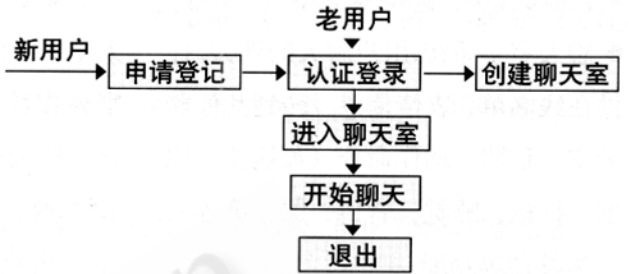 老用户
新用户
申请登记
认证登录
创建聊天室
进入聊天室
开始聊天
退出